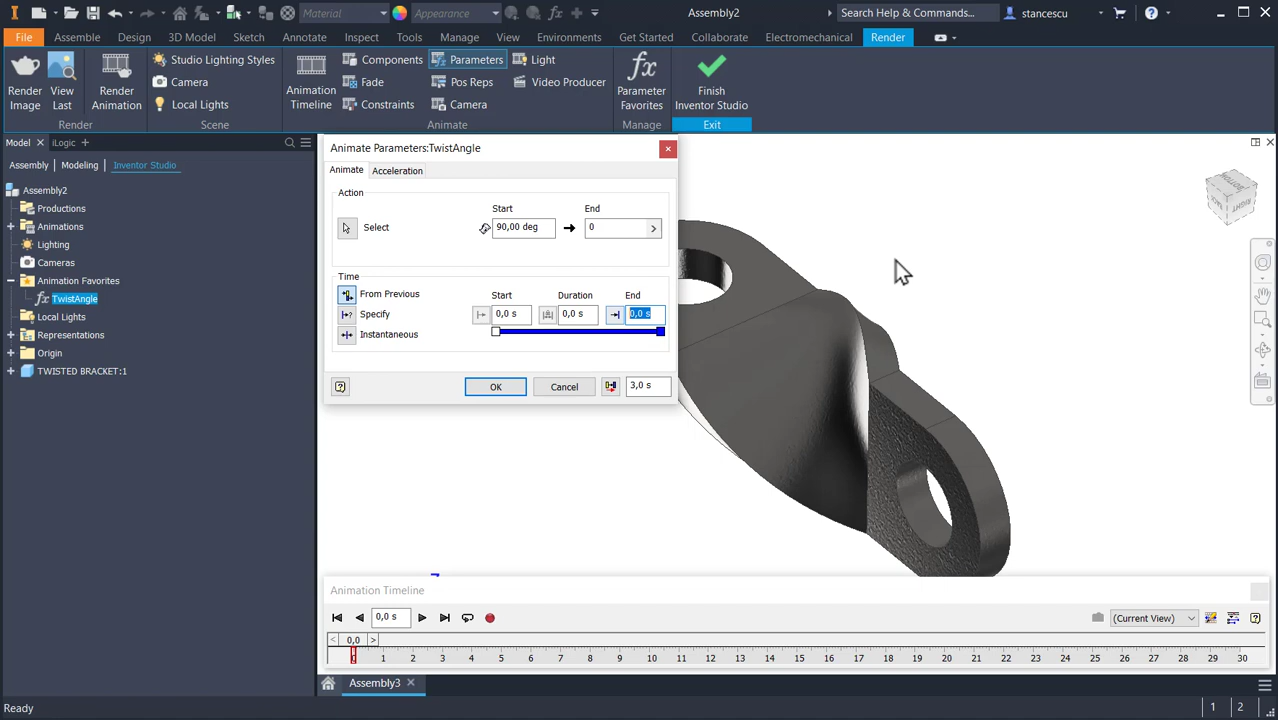 Material
Appearance
Assembly2
Search Help & Commands...
stancescu
File
Assembly
Design
3D Model
Sketch
Annotate
Inspect
Tools
Manage
View
Environments
Get Started
Collaborate
Electromechanical
Render
Render
Image
View
Last
Render
Animation
Studio Lighting Styles
Camera
Local Lights
Animation
Timeline
Components
Fade
Constraints
Parameters
Pos Reps
Camera
Light
Video Producer
Parameter
Favorites
Finish
Inventor Studio
Render
Scene
Animate
Manage
Exit
Model
iLogic
Assembly
Modeling
Inventor Studio
Assembly2
Productions
Animations
Lighting
Cameras
Animation Favorites
TwistAngle
Local Lights
Representations
Origin
TWISTED BRACKET:1
Animate Parameters:TwistAngle
Animate
Acceleration
Action
Start
End
Select
90,00 deg
0
Time
From Previous
Specify
Instantaneous
Start
Duration
End
0,0 s
0,0 s
0,0 s
OK
Cancel
3,0 s
Animation Timeline
0,0 s
(Current View)
< 0,0 >
0 1 2 3 4 5 6 7 8 9 10 11 12 13 14 15 16 17 18 19 20 21 22 23 24 25 26 27 28 29 30
Assembly3
Ready
1
2